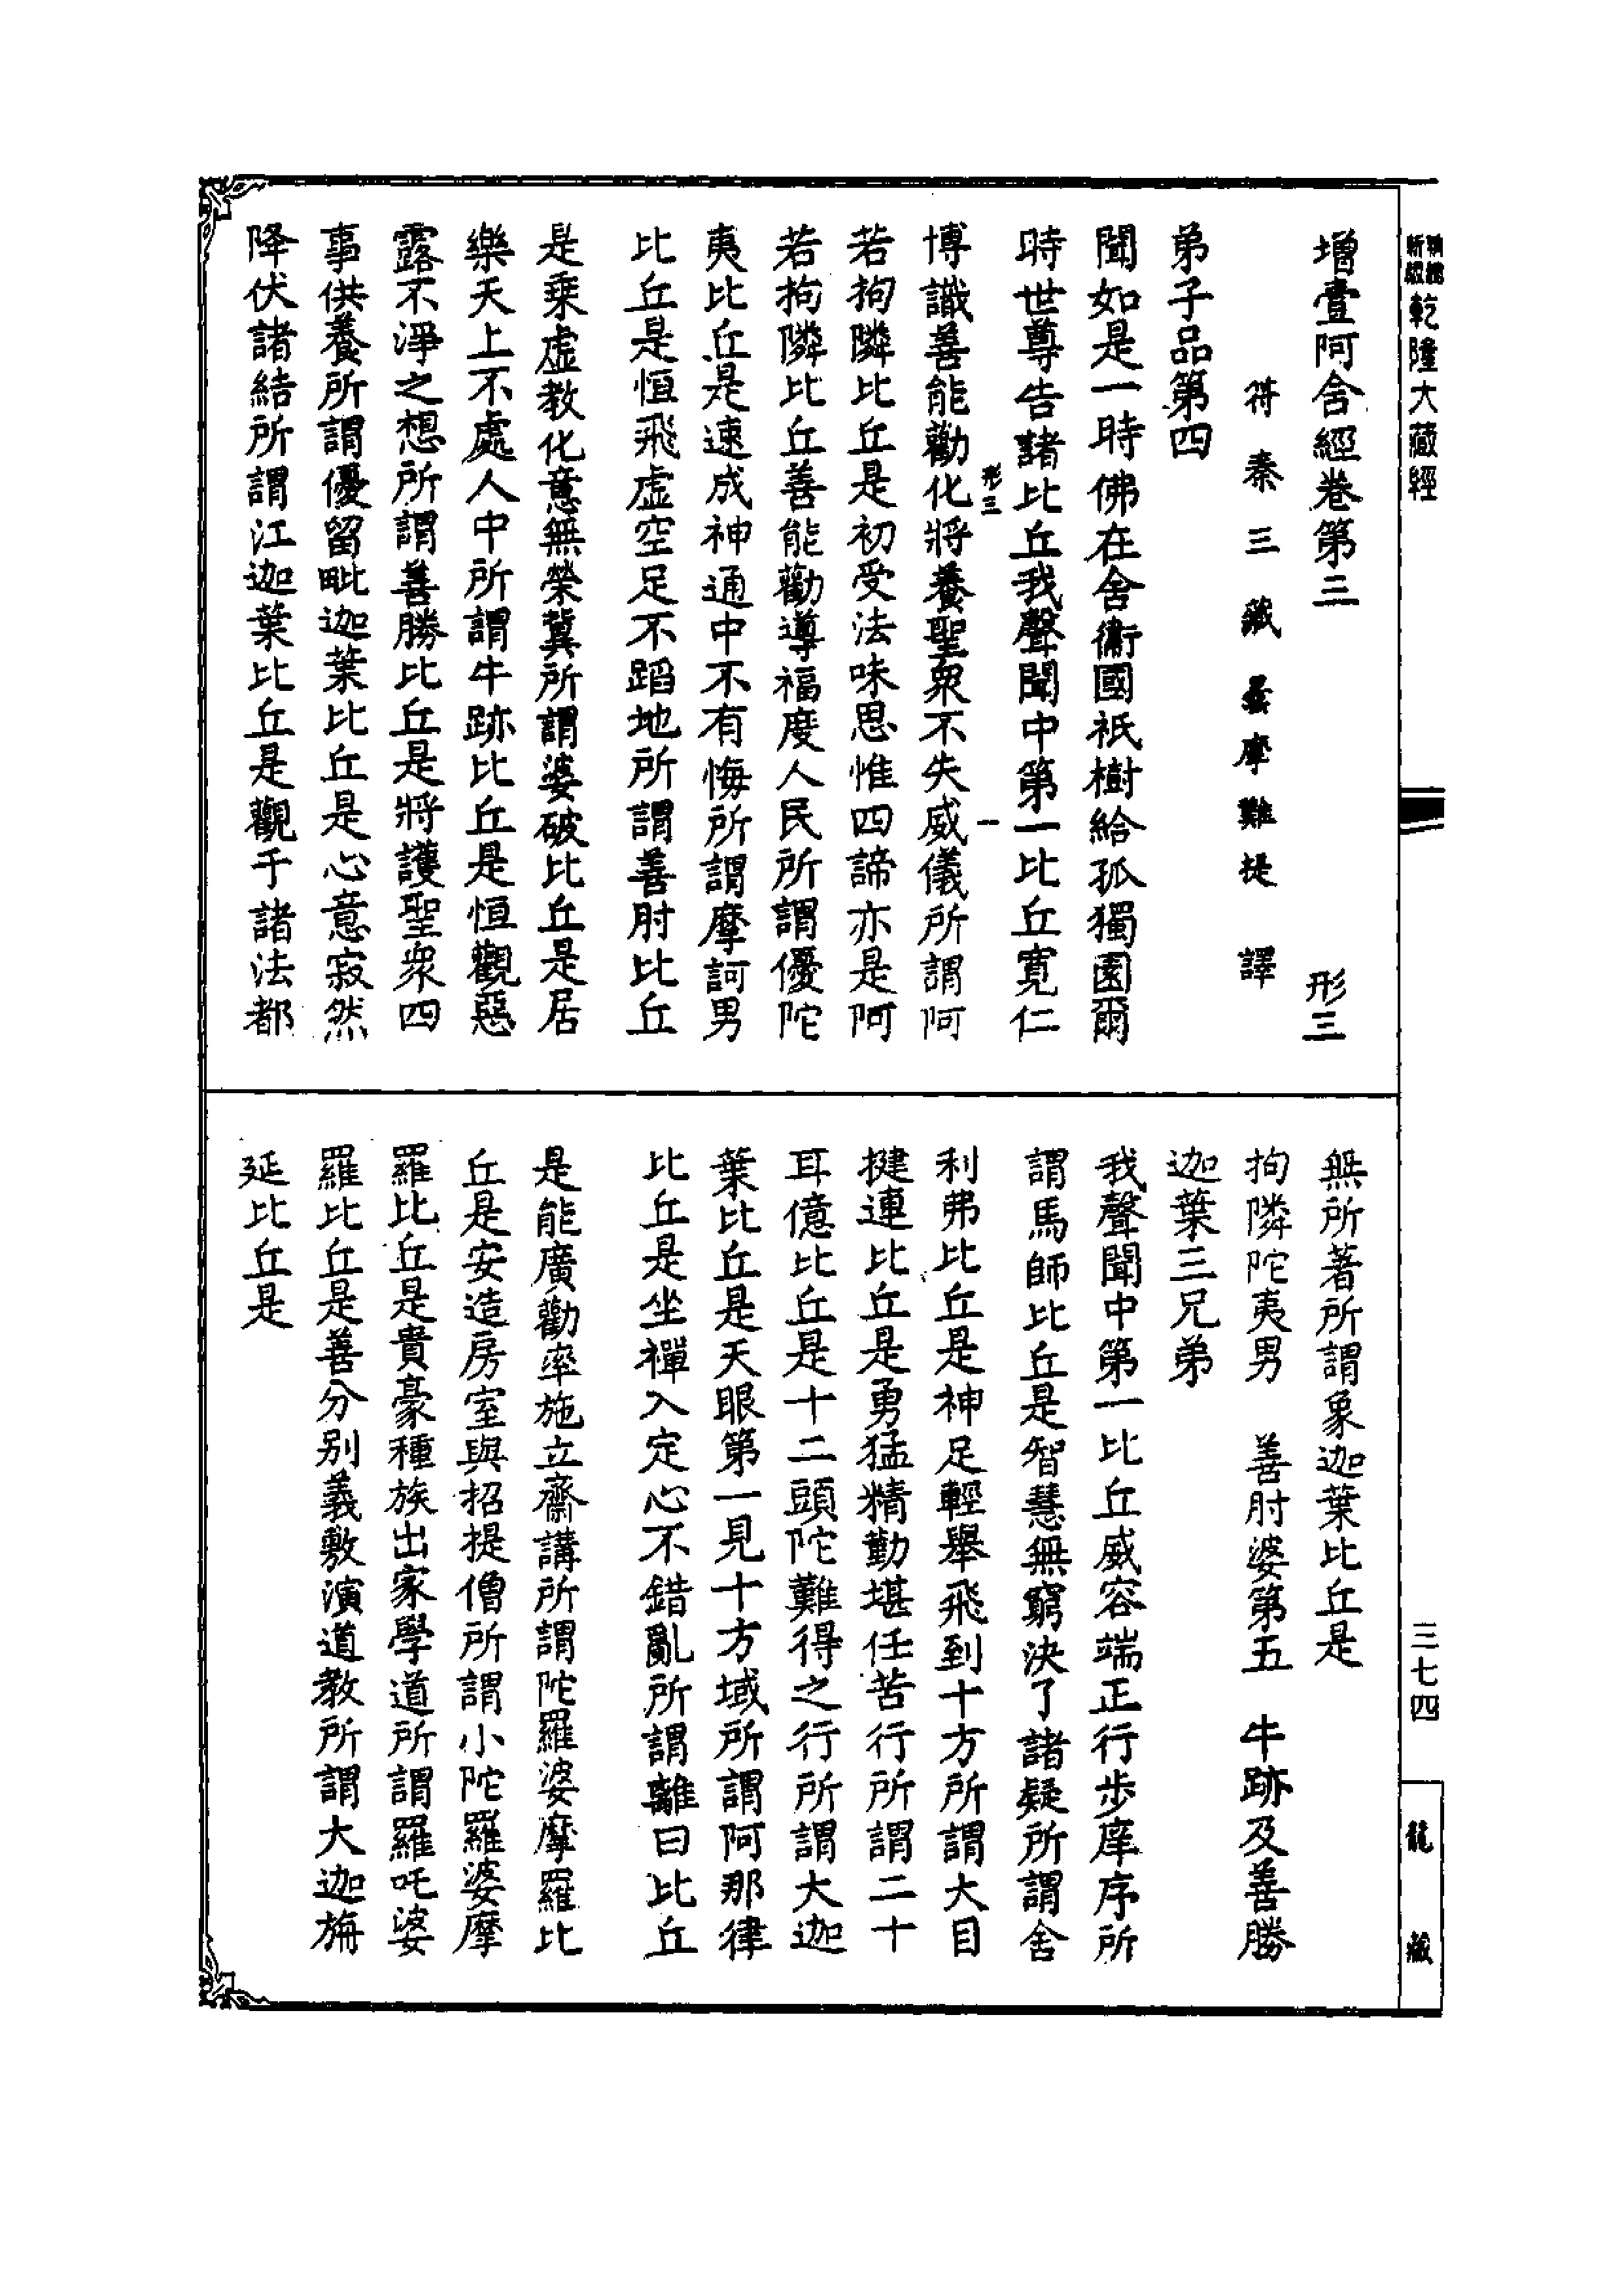 乾隆大藏經
三七四
龍藏
增壹阿含經卷第三 形三
符秦三藏曇摩難提 譯
弟子品第四
聞如是一時佛在舍衛國祇樹給孤獨園爾
時世尊告諸比丘我聲聞中第一比丘寬仁
形三 一
博識善能勸化將養聖眾不失威儀所謂阿
若拘隣比丘是初受法味思惟四諦亦是阿
若拘隣比丘善能勸導福度人民所謂優陀
夷比丘是速成神通中不有悔所謂摩訶男
比丘是恒飛虛空足不蹈地所謂善肘比丘
是乘虛教化意無榮冀所謂婆破比丘是居
樂天上不處人中所謂牛跡比丘是恒觀惡
露不淨之想所謂善勝比丘是將護聖眾四
事供養所謂優留毗迦葉比丘是心意寂然
降伏諸結所謂江迦葉比丘是觀于諸法都
無所著所謂象迦葉比丘是
拘隣陀夷男 善肘婆第五 牛跡及善勝
迦葉三兄弟
我聲聞中第一比丘威容端正行步庠序所
謂馬師比丘是智慧無窮決了諸疑所謂舍
利弗比丘是神足輕舉飛到十方所謂大目
揵連比丘是勇猛精勤堪任苦行所謂二十
耳億比丘是十二頭陀難得之行所謂大迦
葉比丘是天眼第一見十方域所謂阿那律
比丘是坐禪入定心不錯亂所謂離曰比丘
是能廣勸率施立齋講所謂陀羅婆摩羅比
丘是安造房室與招提僧所謂小陀羅婆摩
羅比丘是貴豪種族出家學道所謂羅吒婆
羅比丘是善分別義敷演道教所謂大迦旃
延比丘是